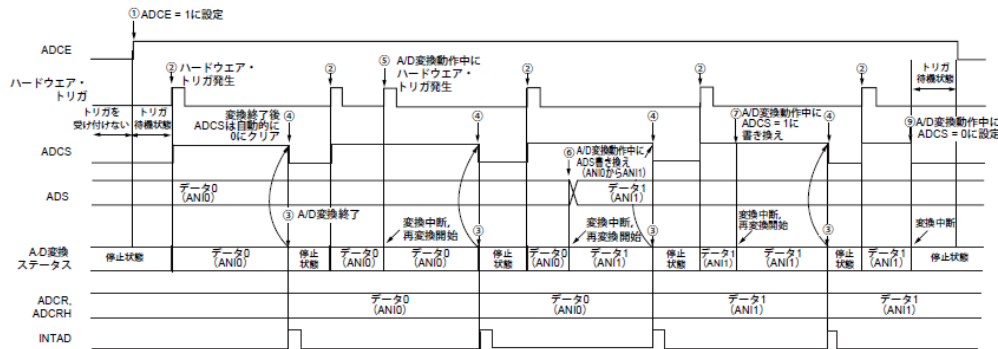 ① ADCE = 1に設定
ADCE
② ハードウエア・
トリガ発生
②
⑤ A/D変換動作中に
ハードウエア・
トリガ発生
②
②
②
トリガ
待機状態
ハードウエア・
トリガ
トリガを
受け付けない
トリガ
待機状態
変換終了後
ADCSは自動的に
0にクリア
④
④
④
⑦ A/D変換動作中に
ADCS = 1に
書き換え
④
⑨ A/D変換動作中に
ADCS = 0に設定
ADCS
⑥ A/D変換動作中に
ADS書き換え
(ANI0からANI1)
ADS
データ0
(ANI0)
データ1
(ANI1)
③ A/D変換終了
変換中断,
再変換開始
③
変換中断,
再変換開始
③
変換中断,
再変換開始
③
変換中断
A/D変換
ステータス
停止状態
データ0
(ANI0)
停止
状態
データ0
(ANI0)
データ0
(ANI0)
停止
状態
データ0
(ANI0)
データ1
(ANI1)
停止
状態
データ1
(ANI1)
データ1
(ANI1)
停止
状態
データ1
(ANI1)
停止状態
ADCR,
ADCRH
データ0
(ANI0)
データ0
(ANI0)
データ1
(ANI1)
データ1
(ANI1)
INTAD